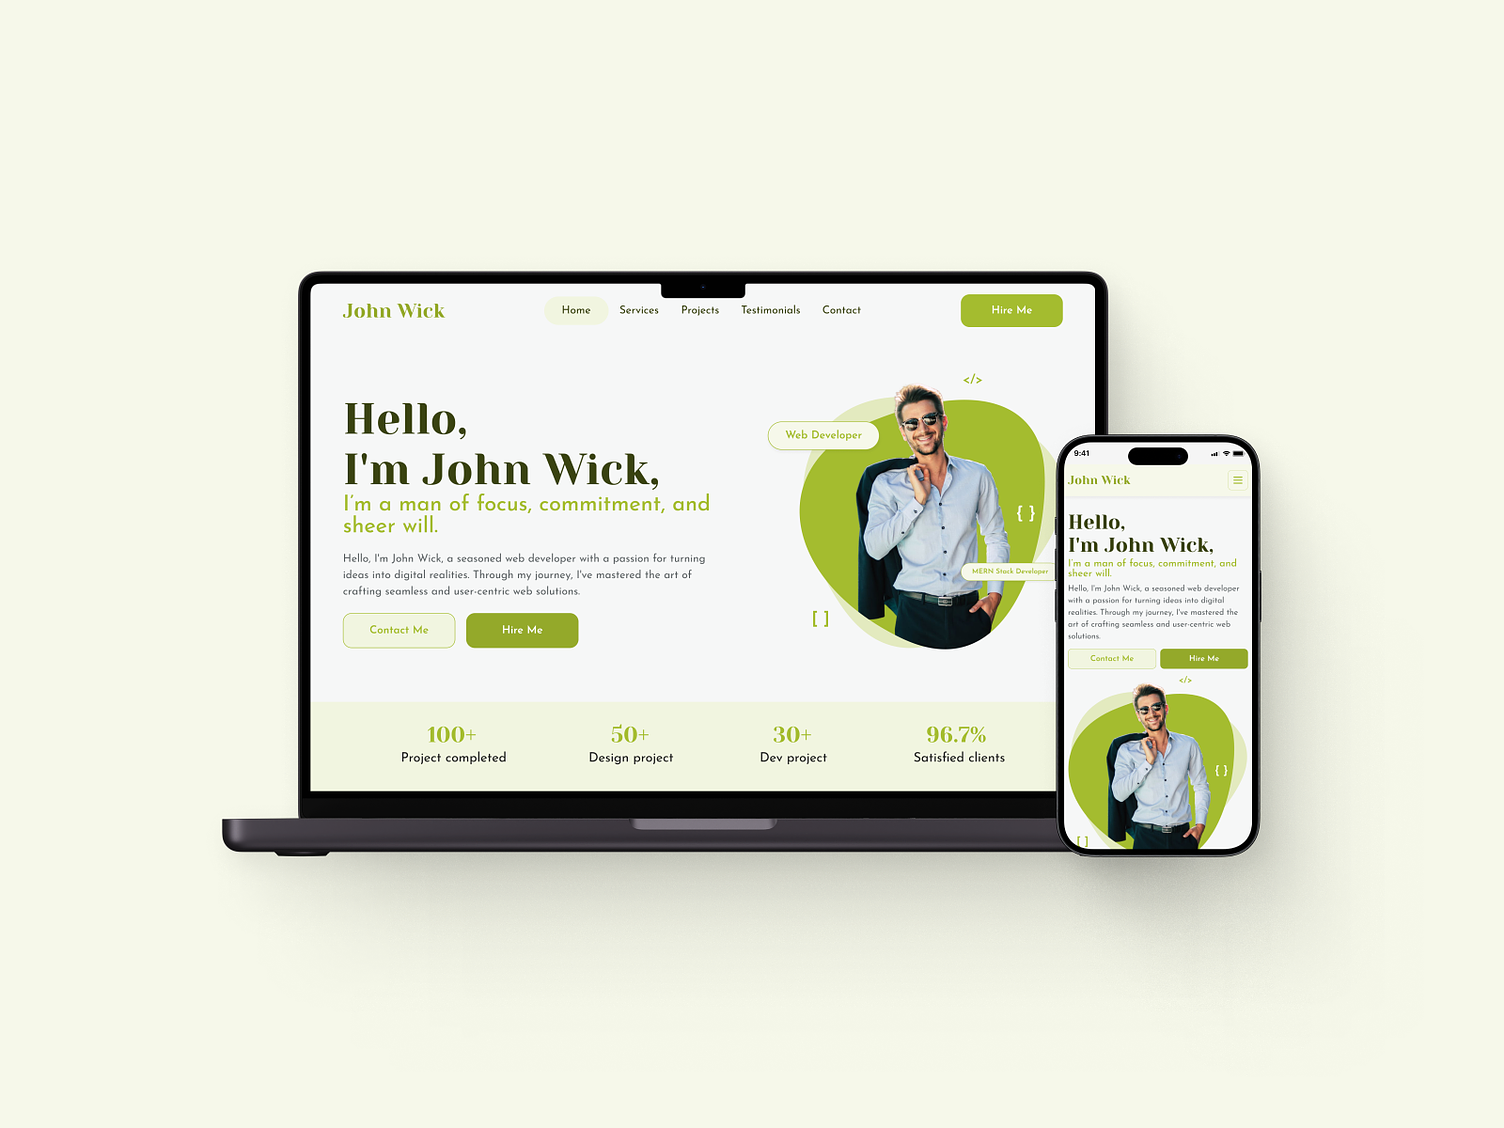 John Wick
Home Services Projects Testimonials Contact
Hire Me
Hello,
I'm John Wick,
I'm a man of focus, commitment, and
sheer will.
Hello, I'm John Wick, a seasoned web developer with a passion for turning
ideas into digital realities. Through my journey, I've mastered the art of
crafting seamless and user-centric web solutions.
Contact Me
Hire Me
</>
Web Developer
{ }
MERN Stack Developer
[ ]
100+
Project completed
50+
Design project
30+
Dev project
96.7%
Satisfied clients
9:41
John Wick
Hello,
I'm John Wick,
I'm a man of focus, commitment, and
sheer will.
Hello, I'm John Wick, a seasoned web developer
with a passion for turning ideas into digital
realities. Through my journey, I've mastered the
art of crafting seamless and user-centric web
solutions.
Contact Me
Hire Me
</>
{ }
[ ]